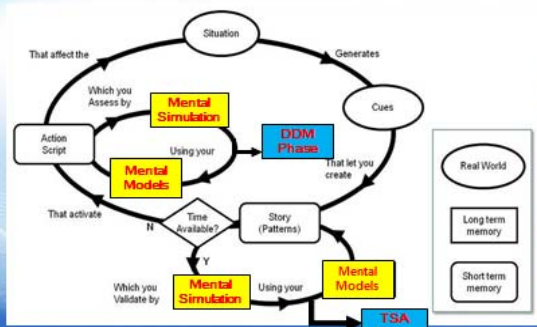 Situation
That affect the
Generates
Which you
Assess by
Mental
Simulation
Cues
Action
Script
Using your
DDM
Phase
Mental
Models
That let you
create
Real World
That activate
N
Time
Available?
Story
(Patterns)
Long term
memory
Y
Which you
Validate by
Mental
Simulation
Using your
Mental
Models
Short term
memory
TSA